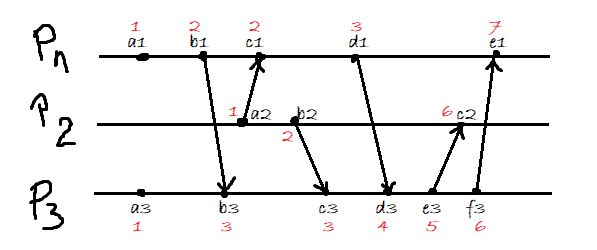 1 2 2 3 7
a1 b1 c1 d1 e1
Pn
1 a2 b2 6 c2
P2
2
P3
a3 b3 c3 d3 e3 f3
1 3 3 4 5 6